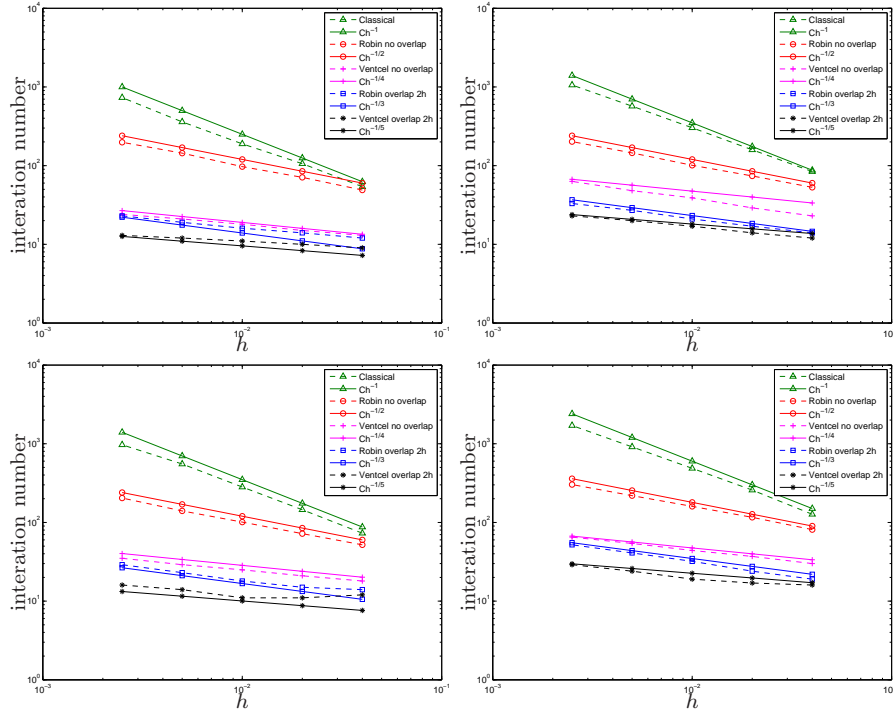 10^4
10^3
10^2
10^1
10^0
interation number
10^-3
10^-2
10^-1
h
Classical
Ch^-1
Robin no overlap
Ch^-1/2
Ventcel no overlap
Ch^-1/4
Robin overlap 2h
Ch^-1/3
Ventcel overlap 2h
Ch^-1/5
10^4
10^3
10^2
10^1
10^0
interation number
10^-3
10^-2
10
h
Classical
Ch^-1
Robin no overlap
Ch^-1/2
Ventcel no overlap
Ch^-1/4
Robin overlap 2h
Ch^-1/3
Ventcel overlap 2h
Ch^-1/5
10^4
10^3
10^2
10^1
10^0
interation number
10^-3
10^-2
10^-1
h
Classical
Ch^-1
Robin no overlap
Ch^-1/2
Ventcel no overlap
Ch^-1/4
Robin overlap 2h
Ch^-1/3
Ventcel overlap 2h
Ch^-1/5
10^4
10^3
10^2
10^1
10^0
interation number
10^-3
10^-2
10
h
Classical
Ch^-1
Robin no overlap
Ch^-1/2
Ventcel no overlap
Ch^-1/4
Robin overlap 2h
Ch^-1/3
Ventcel overlap 2h
Ch^-1/5